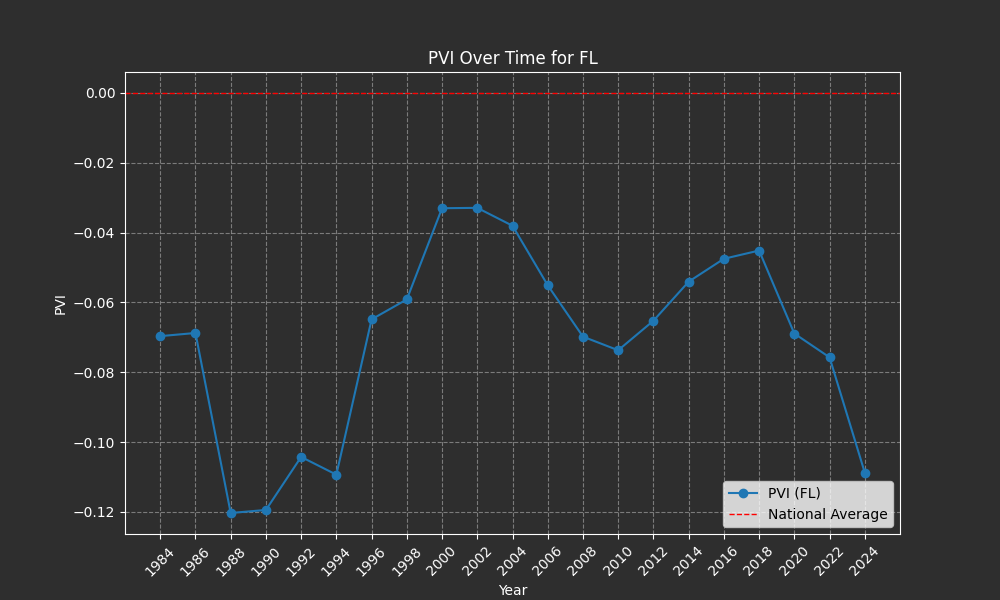 PVI Over Time for FL
0.00
−0.02
−0.04
−0.06
−0.08
−0.10
−0.12
PVI
1984 1986 1988 1990 1992 1994 1996 1998 2000 2002 2004 2006 2008 2010 2012 2014 2016 2018 2020 2022 2024
Year
PVI (FL)
National Average